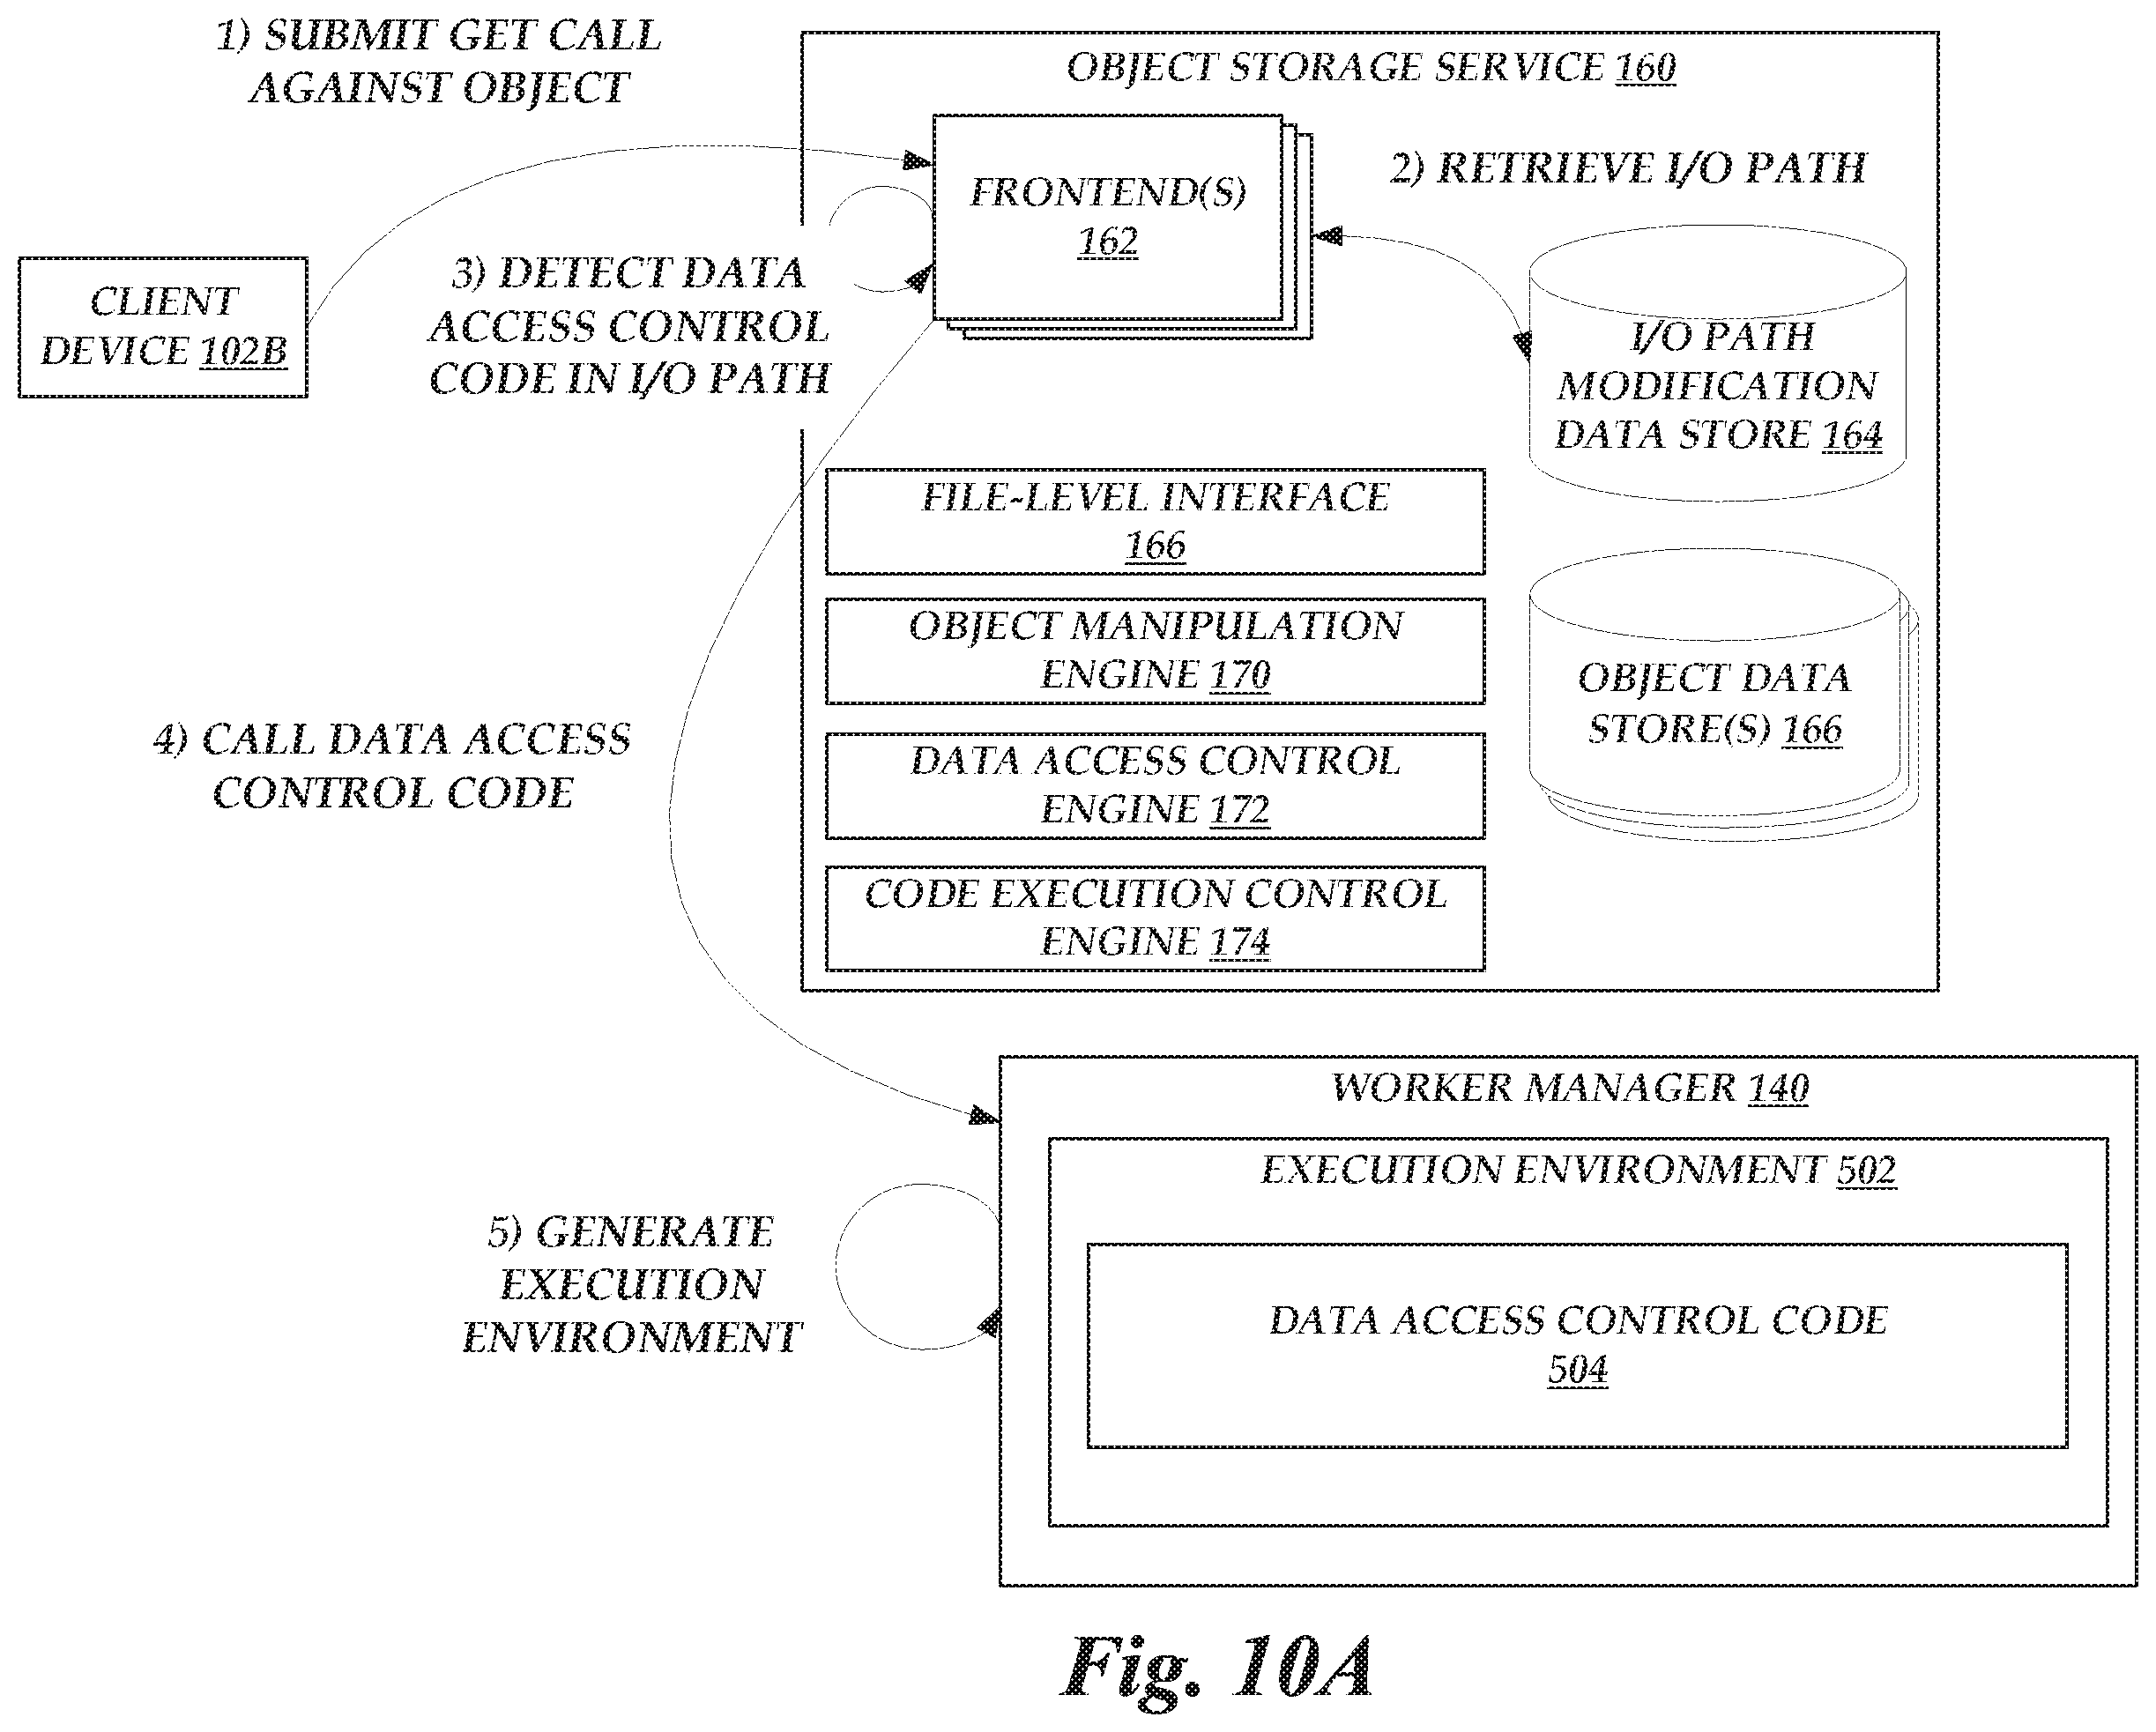 1) SUBMIT GET CALL
AGAINST OBJECT
OBJECT STORAGE SERVICE 160
FRONTEND(S)
162
2) RETRIEVE I/O PATH
CLIENT
DEVICE 102B
3) DETECT DATA
ACCESS CONTROL
CODE IN I/O PATH
I/O PATH
MODIFICATION
DATA STORE 164
FILE-LEVEL INTERFACE
166
OBJECT MANIPULATION
ENGINE 170
OBJECT DATA
STORE(S) 166
4) CALL DATA ACCESS
CONTROL CODE
DATA ACCESS CONTROL
ENGINE 172
CODE EXECUTION CONTROL
ENGINE 174
WORKER MANAGER 140
EXECUTION ENVIRONMENT 502
5) GENERATE
EXECUTION
ENVIRONMENT
DATA ACCESS CONTROL CODE
504
Fig. 10A